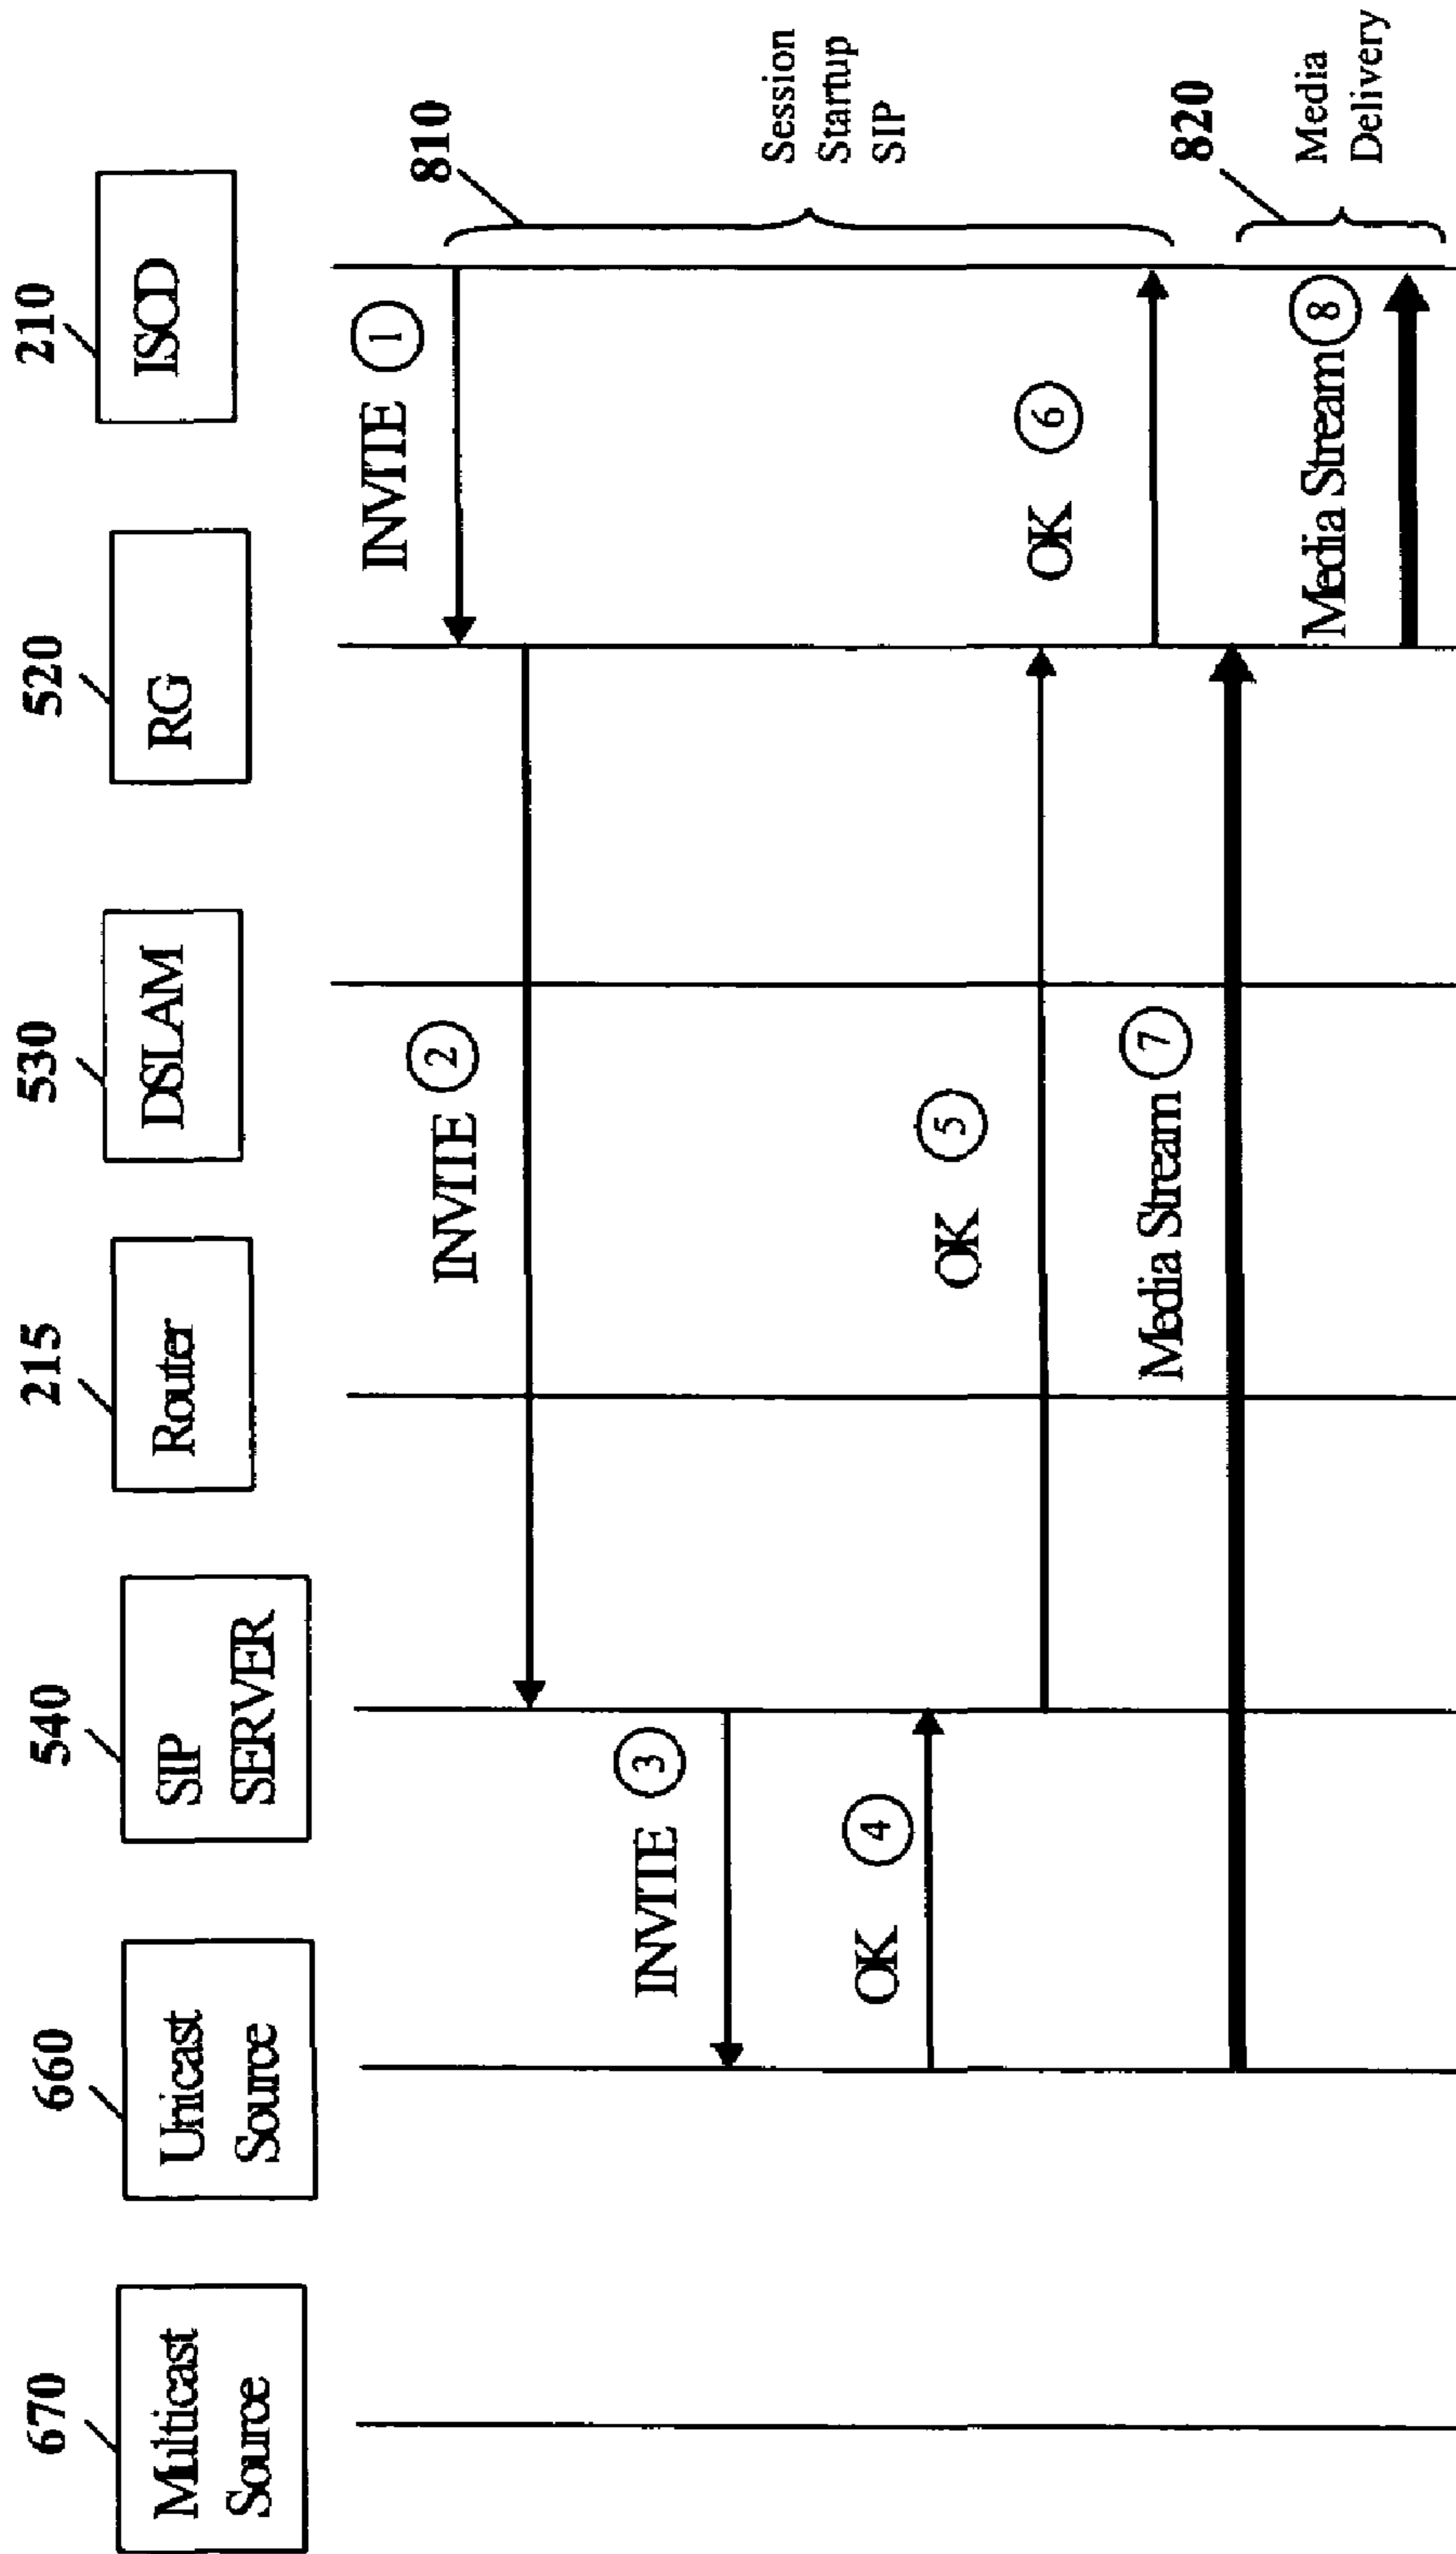 670
Multicast
Source
660
Unicast
Source
540
SIP
SERVER
215
Router
530
DSLAM
520
RG
210
ISOD
810
INVITE 1
INVITE 2
INVITE 3
Session
Startup
SIP
OK 4
OK 5
OK 6
820
Media Stream 7
Media Stream 8
Media
Delivery